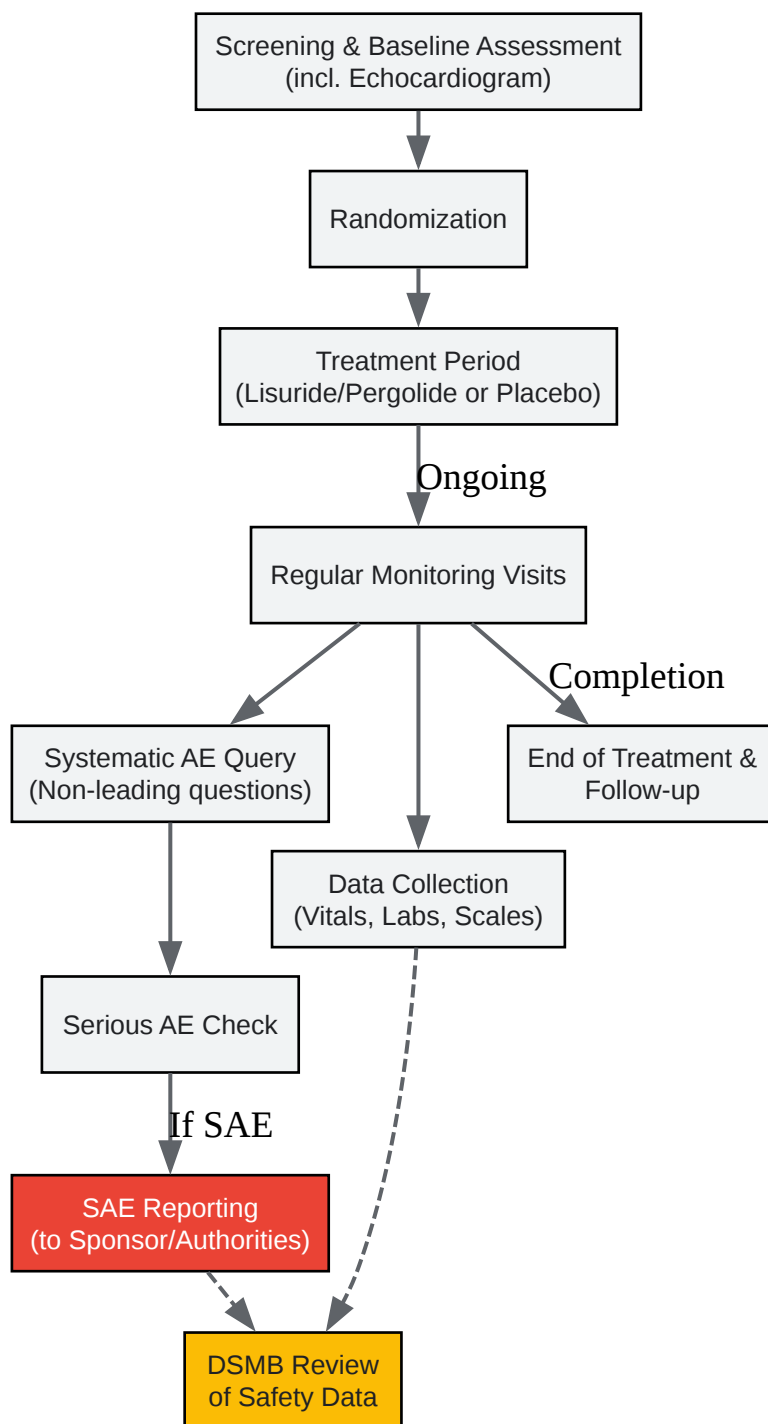 Screening & Baseline Assessment
(incl. Echocardiogram)
Randomization
Treatment Period
(Lisuride/Pergolide or Placebo)
Ongoing
Regular Monitoring Visits
Completion
Systematic AE Query
(Non-leading questions)
End of Treatment &
Follow-up
Data Collection
(Vitals, Labs, Scales)
Serious AE Check
If SAE
SAE Reporting
(to Sponsor/Authorities)
DSMB Review
of Safety Data